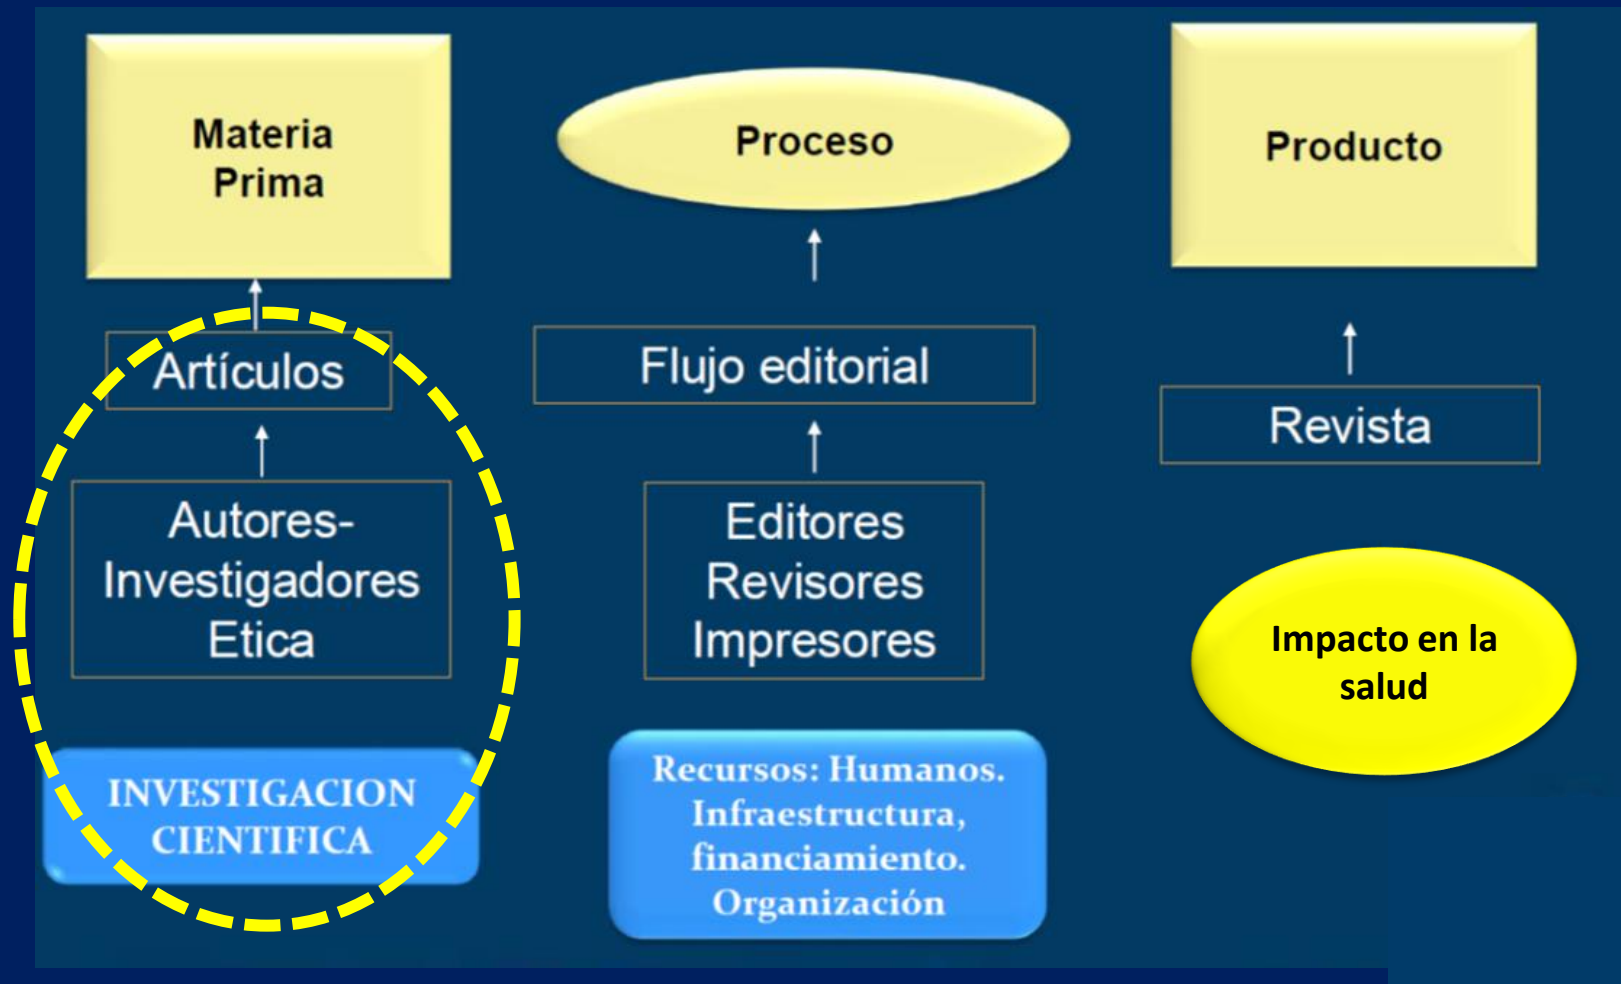 Materia
Prima
Artículos
Autores-
Investigadores
Etica
INVESTIGACION
CIENTIFICA
Proceso
Flujo editorial
Editores
Revisores
Impresores
Recursos: Humanos.
Infraestructura,
financiamiento.
Organización
Producto
Revista
Impacto en la
salud